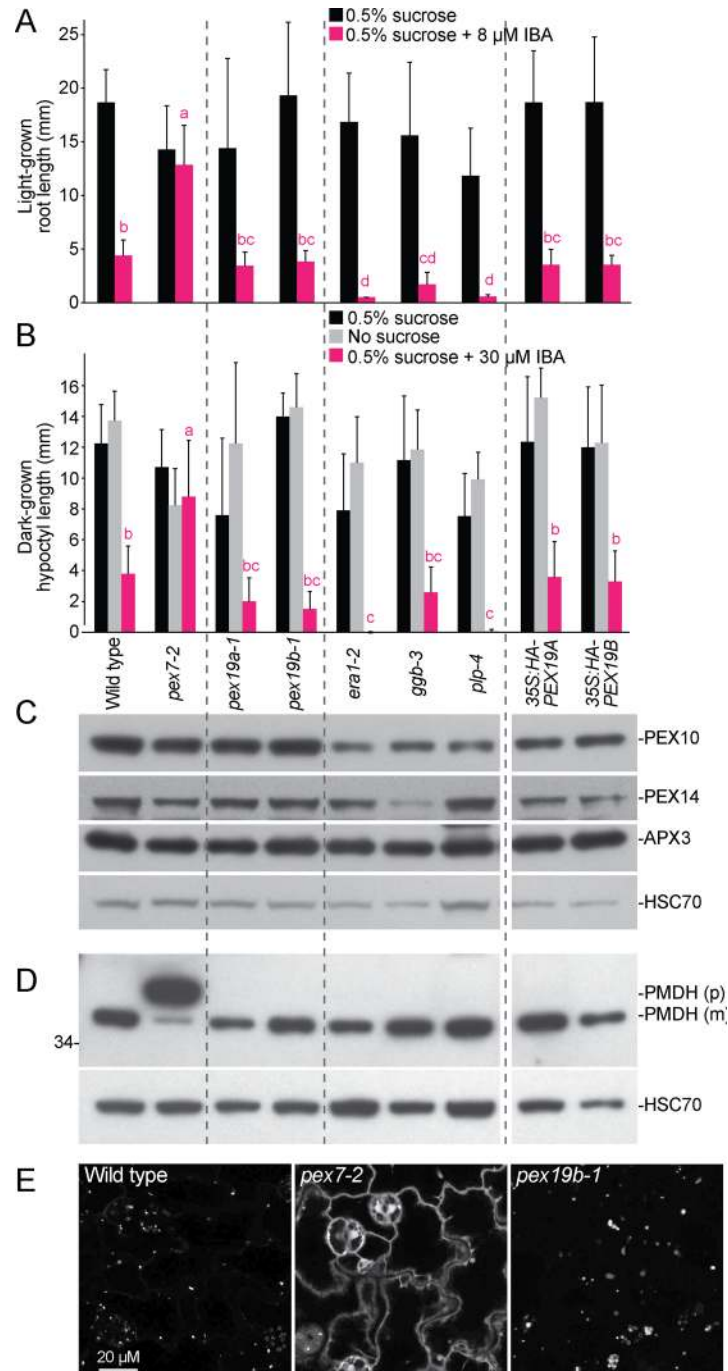 A
0.5% sucrose
0.5% sucrose + 8 µM IBA
Light-grown
root length (mm)
25
20
15
10
5
0
b
a
bc
bc
d
cd
d
bc
bc
B
0.5% sucrose
No sucrose
0.5% sucrose + 30 µM IBA
Dark-grown
hypoctyl length (mm)
16
14
12
10
8
6
4
2
0
b
a
bc
bc
c
bc
c
b
b
Wild type
pex7-2
pex19a-1
pex19b-1
era1-2
ggb-3
plp-4
35S:HA-
PEX19A
35S:HA-
PEX19B
C
-PEX10
-PEX14
-APX3
-HSC70
D
-PMDH (p)
-PMDH (m)
34-
-HSC70
E
Wild type
pex7-2
pex19b-1
20 µM